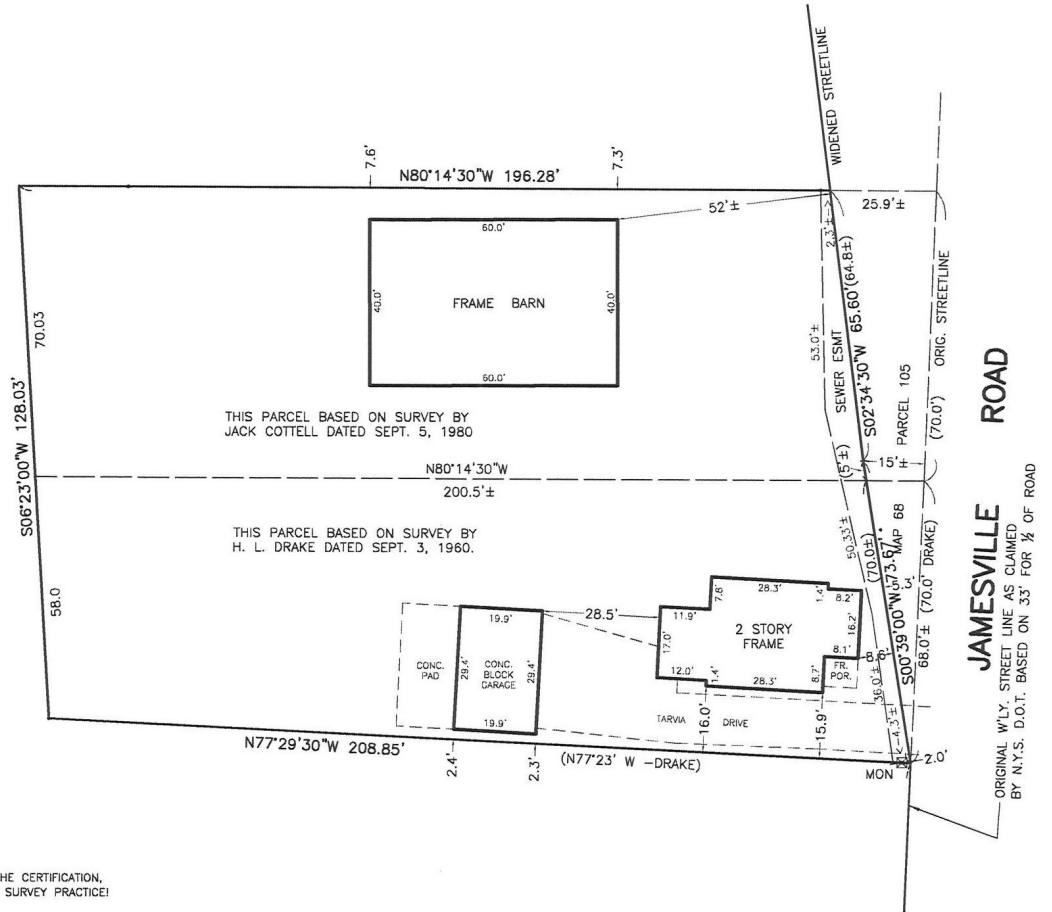 WIDENED STREETLINE
N80°14'30"W 196.28'
7.6'
7.3'
52'±
25.9'±
2.3'±->
60.0'
40.0'
FRAME BARN
40.0'
60.0'
70.03
S06°23'00"W 128.03'
58.0
53.0'±
SEWER ESMT
S02°34'30"W 65.60'(64.8±)
PARCEL 105
(70.0')
ORIG. STREETLINE
THIS PARCEL BASED ON SURVEY BY
JACK COTTELL DATED SEPT. 5, 1980
N80°14'30"W
200.5'±
(5'±)
15'±
THIS PARCEL BASED ON SURVEY BY
H. L. DRAKE DATED SEPT. 3, 1960.
50.33'±
(70.0±)
MAP 68
S00°39'00"W 73.67'
68.0'± (70.0' DRAKE)
JAMESVILLE ROAD
ORIGINAL W'LY. STREET LINE AS CLAIMED
BY N.Y.S. D.O.T. BASED ON 33' FOR ½ OF ROAD
28.3'
7.8'
1.4'
8.2'
5.3'
11.9'
17.0'
2 STORY
FRAME
16.2'
8.1'
8.6'
12.0'
1.4'
28.3'
8.7'
FR.
POR.
36.0'±
19.9'
28.5'
CONC.
PAD
29.4'
CONC.
BLOCK
GARAGE
29.4'
19.9'
TARVIA DRIVE
16.0'
15.9'
<-4.3'±
2.0'
MON
N77°29'30"W 208.85'
2.4'
2.3'
(N77°23' W -DRAKE)
HE CERTIFICATION,
SURVEY PRACTICE!